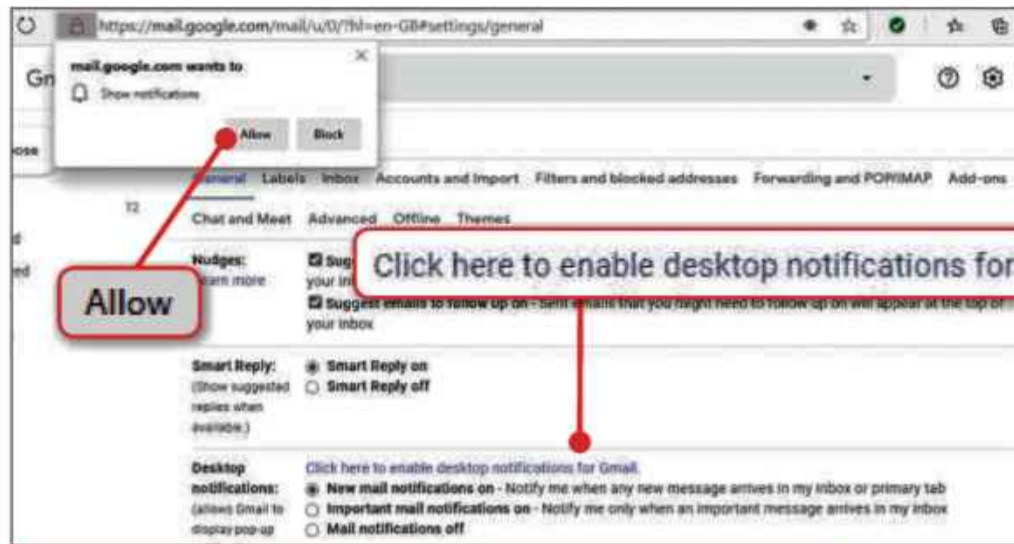 https://mail.google.com/mail/u/0/?hl=en-GB#settings/general
mail.google.com wants to
Show notifications
Allow Block
Gm
ose
General Labels Inbox Accounts and Import Filters and blocked addresses Forwarding and POP/IMAP Add-ons
12
Chat and Meet Advanced Offline Themes
Nudges:
Learn more
Click here to enable desktop notifications for
Allow
your in
Suggest emails to follow up on - Sent emails that you might need to follow up on will appear at the top of
your inbox
Smart Reply:
(Show suggested
replies when
available.)
Smart Reply on
Smart Reply off
Desktop
notifications:
(allows Gmail to
display pop-up
Click here to enable desktop notifications for Gmail.
New mail notifications on - Notify me when any new message arrives in my inbox or primary tab
Important mail notifications on - Notify me only when an important message arrives in my inbox
Mail notifications off